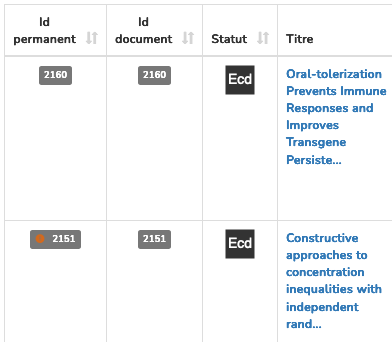 Id permanent
Id document
Statut
Titre
2160
2160
Ecd
Oral-tolerization
Prevents Immune
Responses and
Improves
Transgene
Persiste...
2151
2151
Ecd
Constructive
approaches to
concentration
inequalities with
independent
rand...